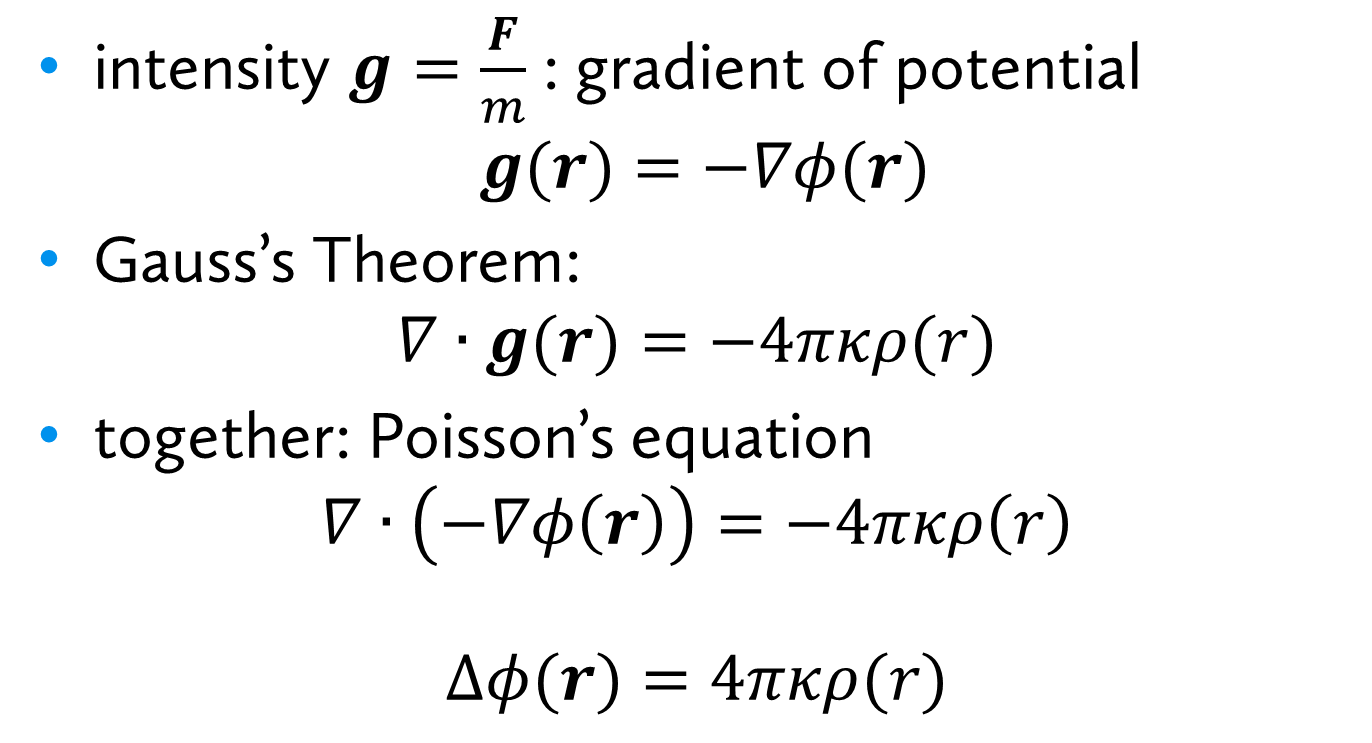 • intensity 𝒈 = 𝑭/𝑚 : gradient of potential
𝒈(𝒓) = −∇𝜙(𝒓)
• Gauss’s Theorem:
∇ · 𝒈(𝒓) = −4𝜋𝜅𝜌(𝑟)
• together: Poisson’s equation
∇ · (−∇𝜙(𝒓)) = −4𝜋𝜅𝜌(𝑟)
Δ𝜙(𝒓) = 4𝜋𝜅𝜌(𝑟)